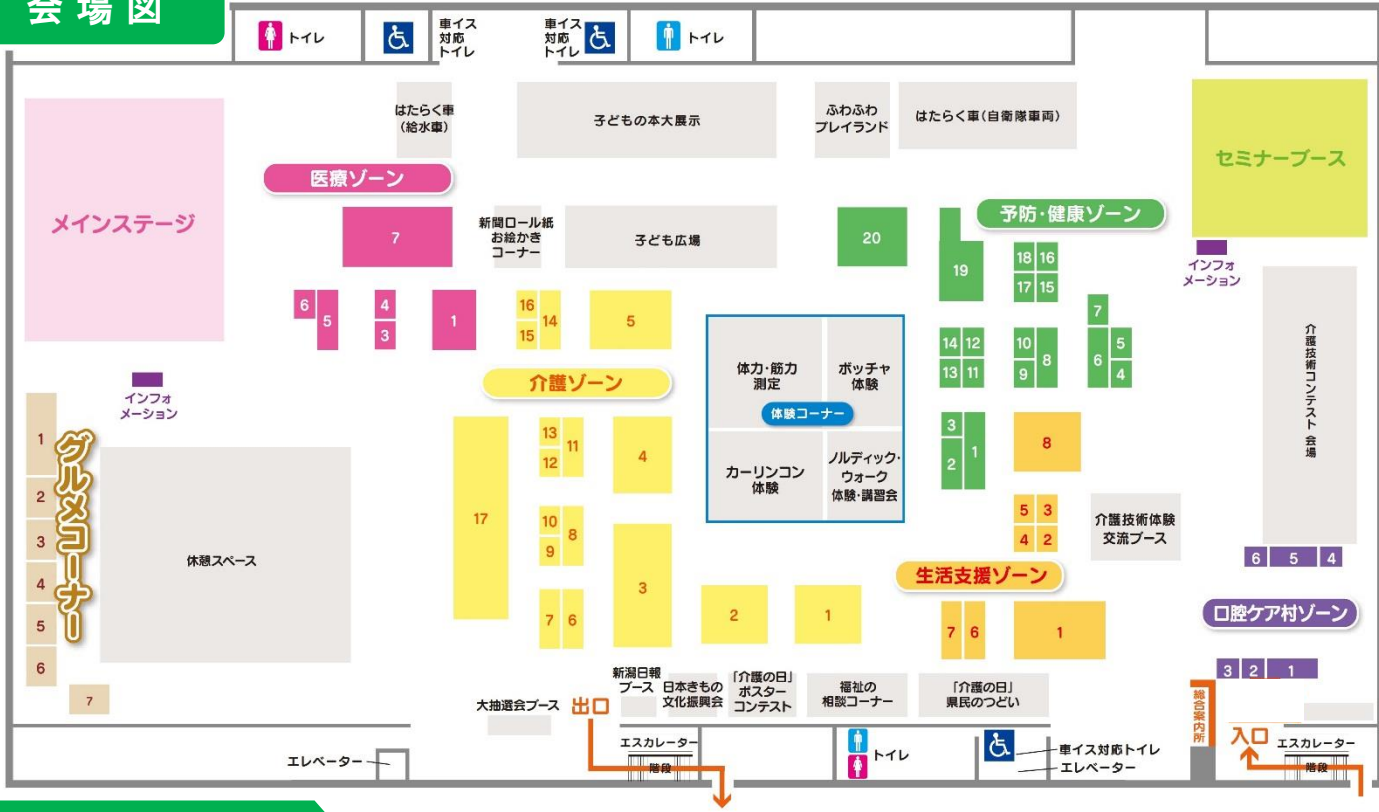 会場図
トイレ
車イス
対応
トイレ
車イス
対応
トイレ
トイレ
メインステージ
はたらく車
(給水車)
子どもの本大展示
ふわふわ
プレイランド
はたらく車(自衛隊車両)
セミナーブース
医療ゾーン
7
新聞ロール紙
お絵かき
コーナー
子ども広場
20
予防・健康ゾーン
19
18 16
17 15
インフォ
メーション
6
5
4
3
1
16
15
14
5
7
14 12
13 11
10
9
8
6
5
4
体力・筋力
測定
ボッチャ
体験
体験コーナー
カーリンコン
体験
ノルディック・
ウォーク
体験・講習会
介護技術コンテスト 会場
インフォ
メーション
介護ゾーン
グルメコーナー
1
2
3
4
5
6
7
休憩スペース
17
13
12
11
4
10
9
8
3
7 6
2
1
3
2
1
8
5 3
4 2
介護技術体験
交流ブース
生活支援ゾーン
7 6
1
6 5 4
口腔ケア村ゾーン
3 2 1
大抽選会ブース
出口
新潟日報
ブース
日本きもの
文化振興会
「介護の日」
ポスター
コンテスト
福祉の
相談コーナー
「介護の日」
県民のつどい
総合案内所
入口
エスカレーター
階段
エレベーター
エスカレーター
階段
トイレ
車イス対応トイレ
エレベーター